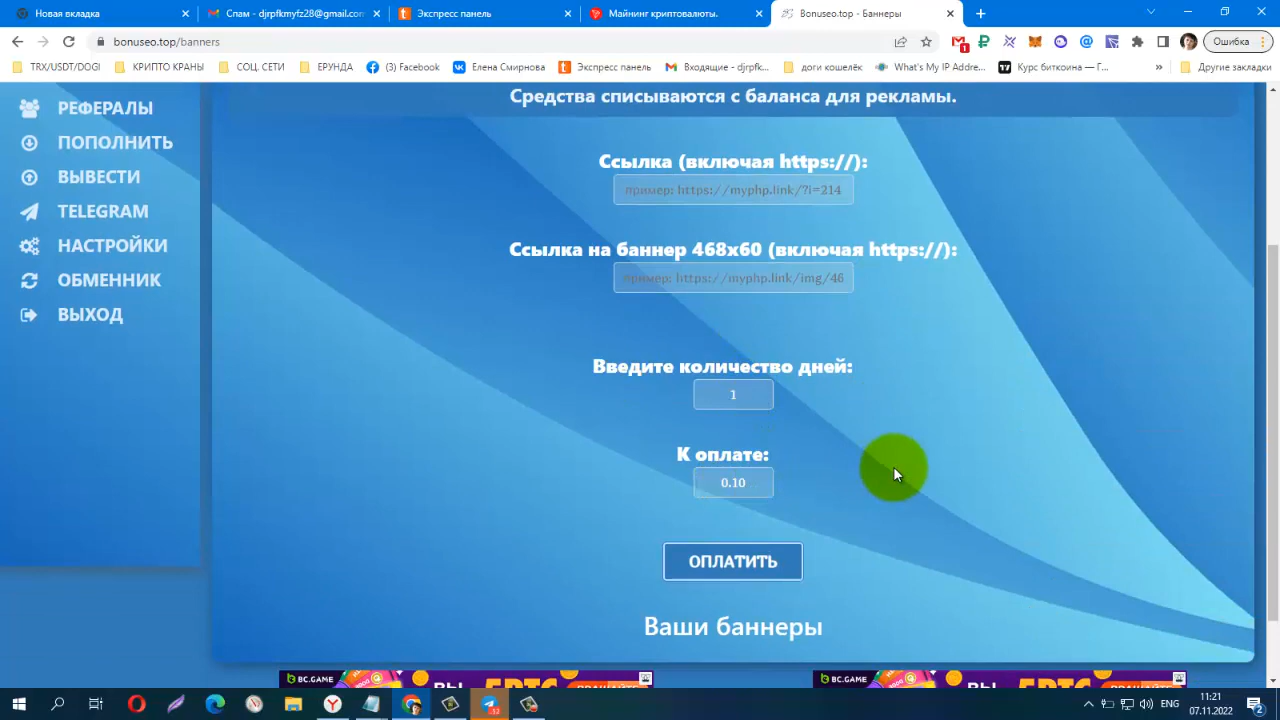 Новая вкладка
Спам - djrpfkmyfz28@gmail.con
Экспресс панель
Майнинг криптовалюты.
Bonuseo.top - Баннеры
bonuseo.top/banners
1
Ошибка
TRX/USDT/DOGI
КРИПТО КРАНЫ
СОЦ. СЕТИ
ЕРУНДА
(3) Facebook
Елена Смирнова
Экспресс панель
Входящие - djrpfk...
доги кошелёк
What's My IP Addre...
Курс биткоина — Г...
»
Другие закладки
РЕФЕРАЛЫ
ПОПОЛНИТЬ
ВЫВЕСТИ
TELEGRAM
НАСТРОЙКИ
ОБМЕННИК
ВЫХОД
Средства списываются с баланса для рекламы.
Ссылка (включая https://):
пример: https://myphp.link/?i=214
Ссылка на баннер 468x60 (включая https://):
пример: https://myphp.link/img/46
Введите количество дней:
1
К оплате:
0.10
ОПЛАТИТЬ
Ваши баннеры
BC.GAME
BC.GAME
ENG
11:21
07.11.2022
2